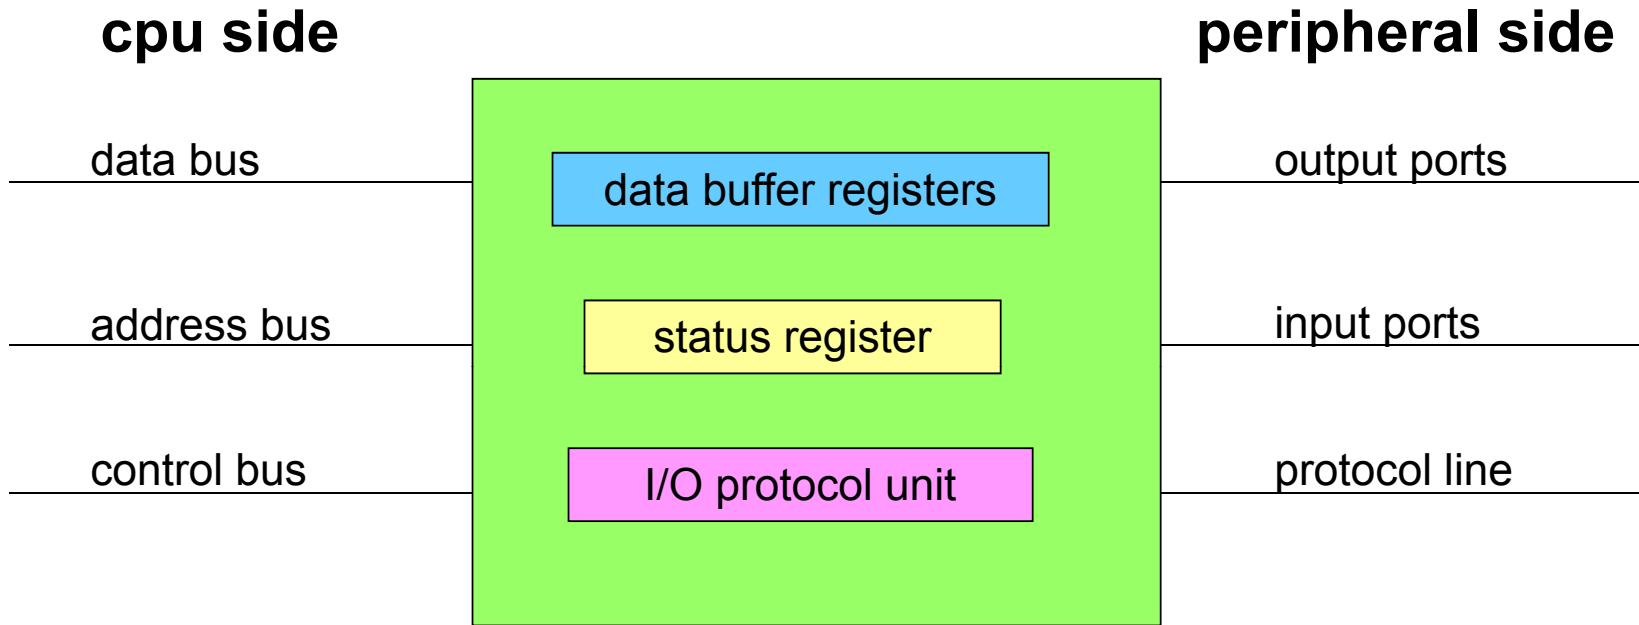 cpu side
peripheral side
data bus
data buffer registers
output ports
address bus
status register
input ports
control bus
I/O protocol unit
protocol line